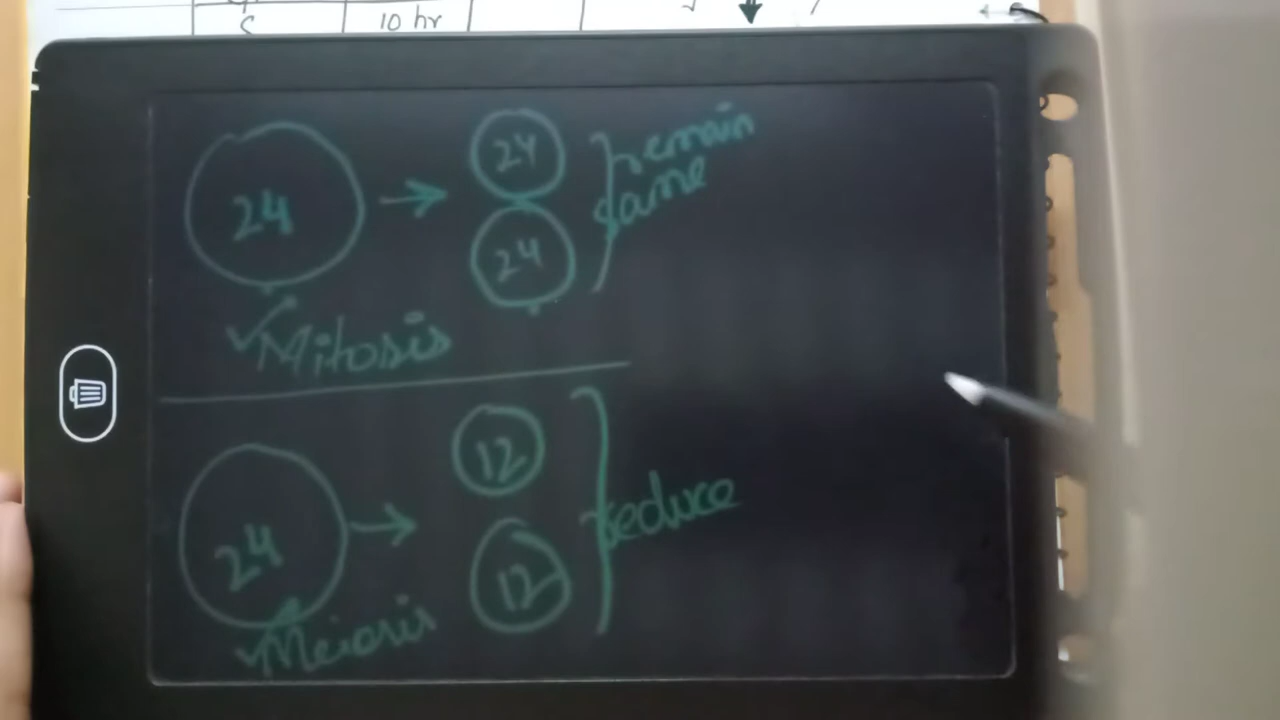 S 10 hr
24 → 24 24 remain same
Mitosis
24 → 12 12 reduce
Meiosis